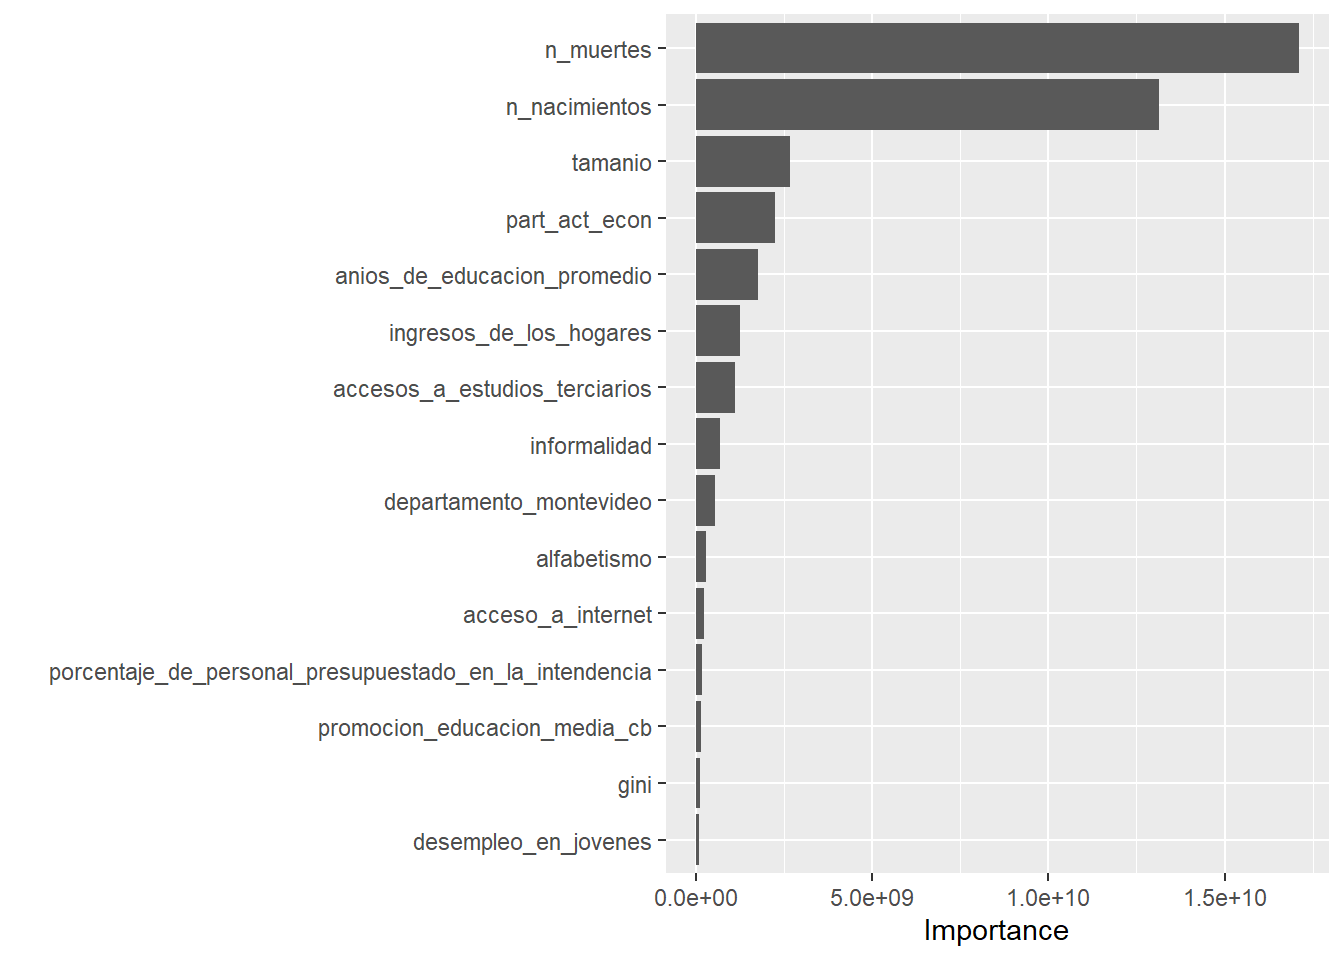 n_muertes
n_nacimientos
tamanio
part_act_econ
anios_de_educacion_promedio
ingresos_de_los_hogares
accesos_a_estudios_terciarios
informalidad
departamento_montevideo
alfabetismo
acceso_a_internet
porcentaje_de_personal_presupuestado_en_la_intendencia
promocion_educacion_media_cb
gini
desempleo_en_jovenes
0.0e+00 5.0e+09 1.0e+10 1.5e+10
Importance